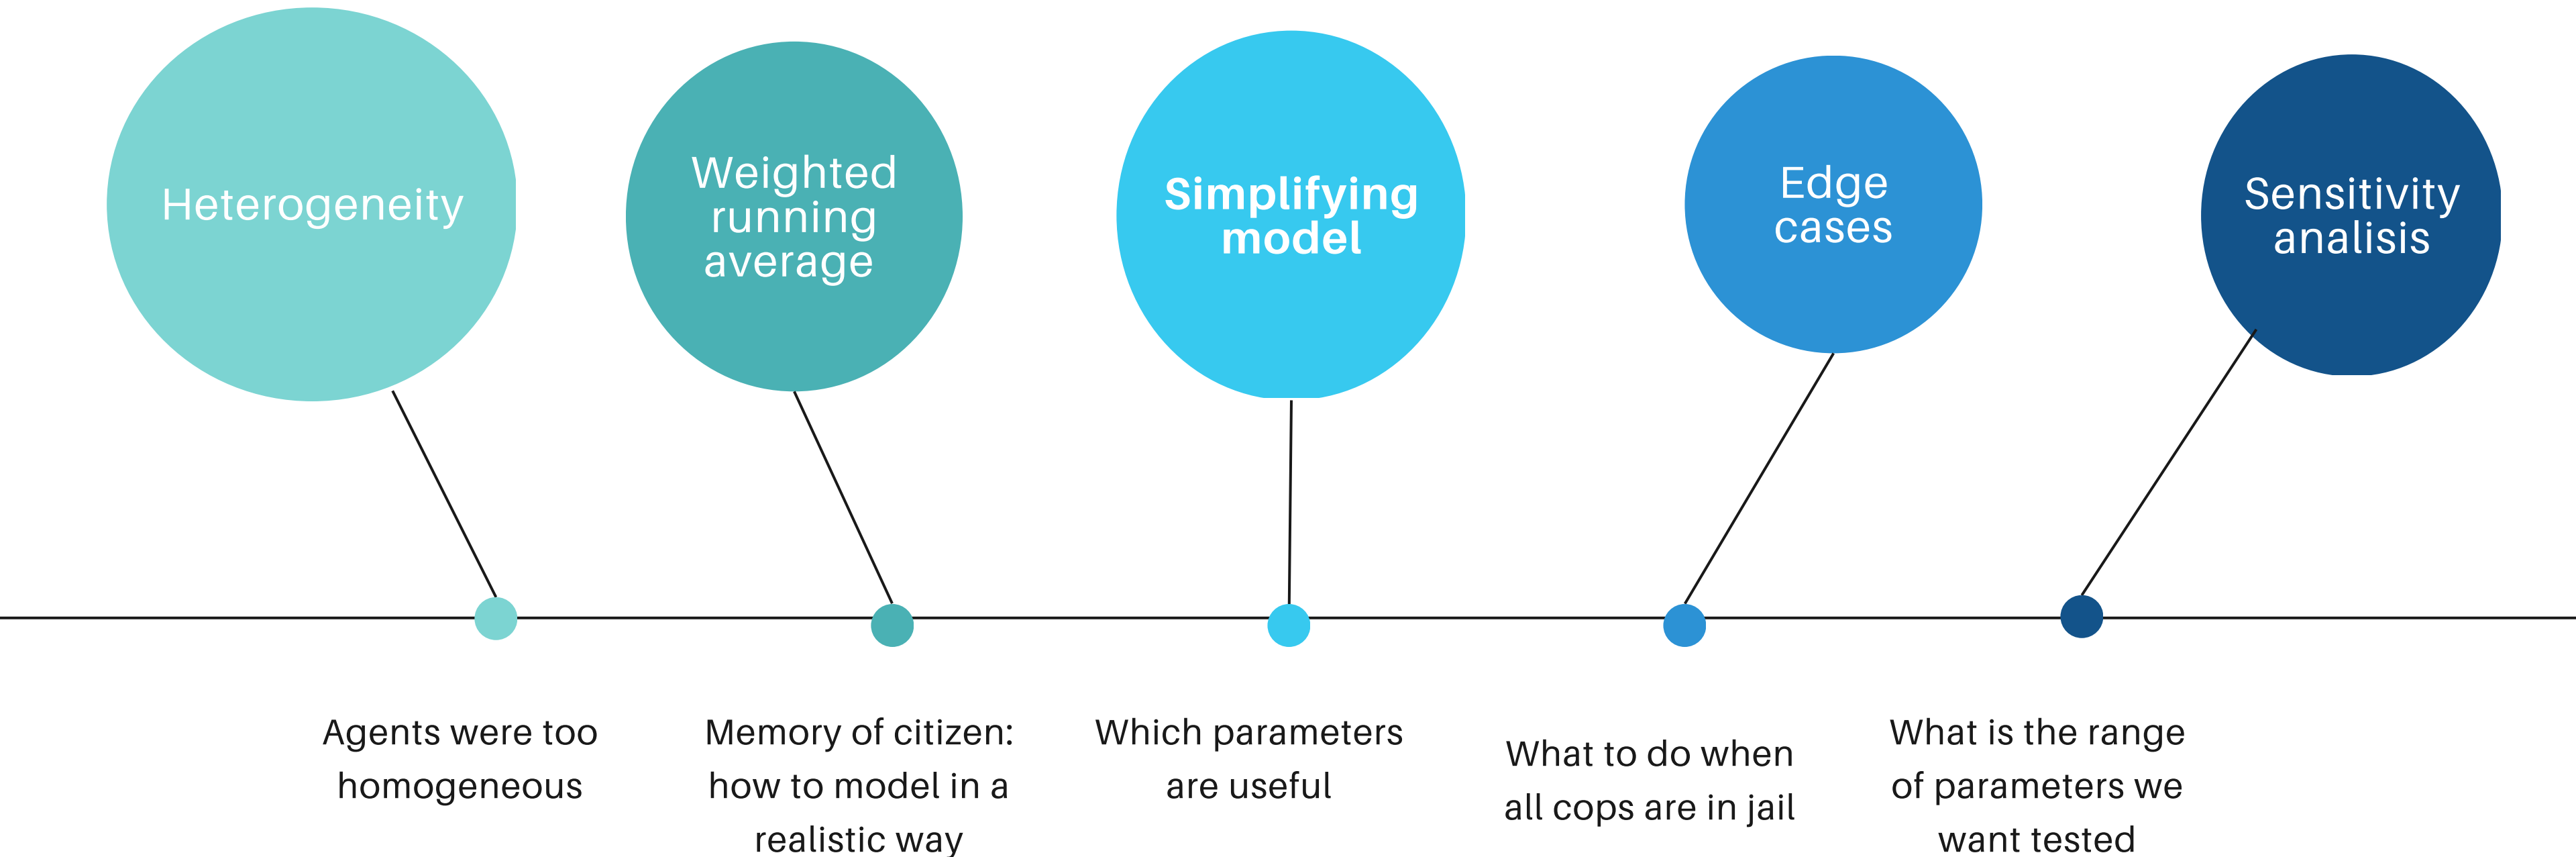 Heterogeneity
Weighted
running
average
Simplifying
model
Edge
cases
Sensitivity
analisis
Agents were too
homogeneous
Memory of citizen:
how to model in a
realistic way
Which parameters
are useful
What to do when
all cops are in jail
What is the range
of parameters we
want tested